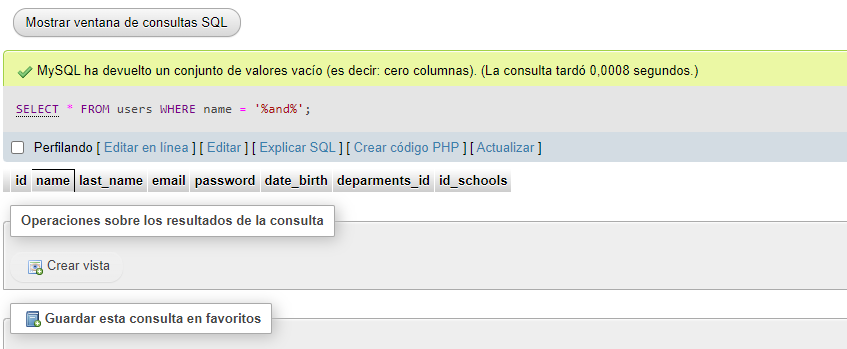 Mostrar ventana de consultas SQL
MySQL ha devuelto un conjunto de valores vacío (es decir: cero columnas). (La consulta tardó 0,0008 segundos.)
SELECT * FROM users WHERE name = '%and%';
Perfilando [ Editar en línea ] [ Editar ] [ Explicar SQL ] [ Crear código PHP ] [ Actualizar ]
id name last_name email password date_birth deparments_id id_schools
Operaciones sobre los resultados de la consulta
Crear vista
Guardar esta consulta en favoritos